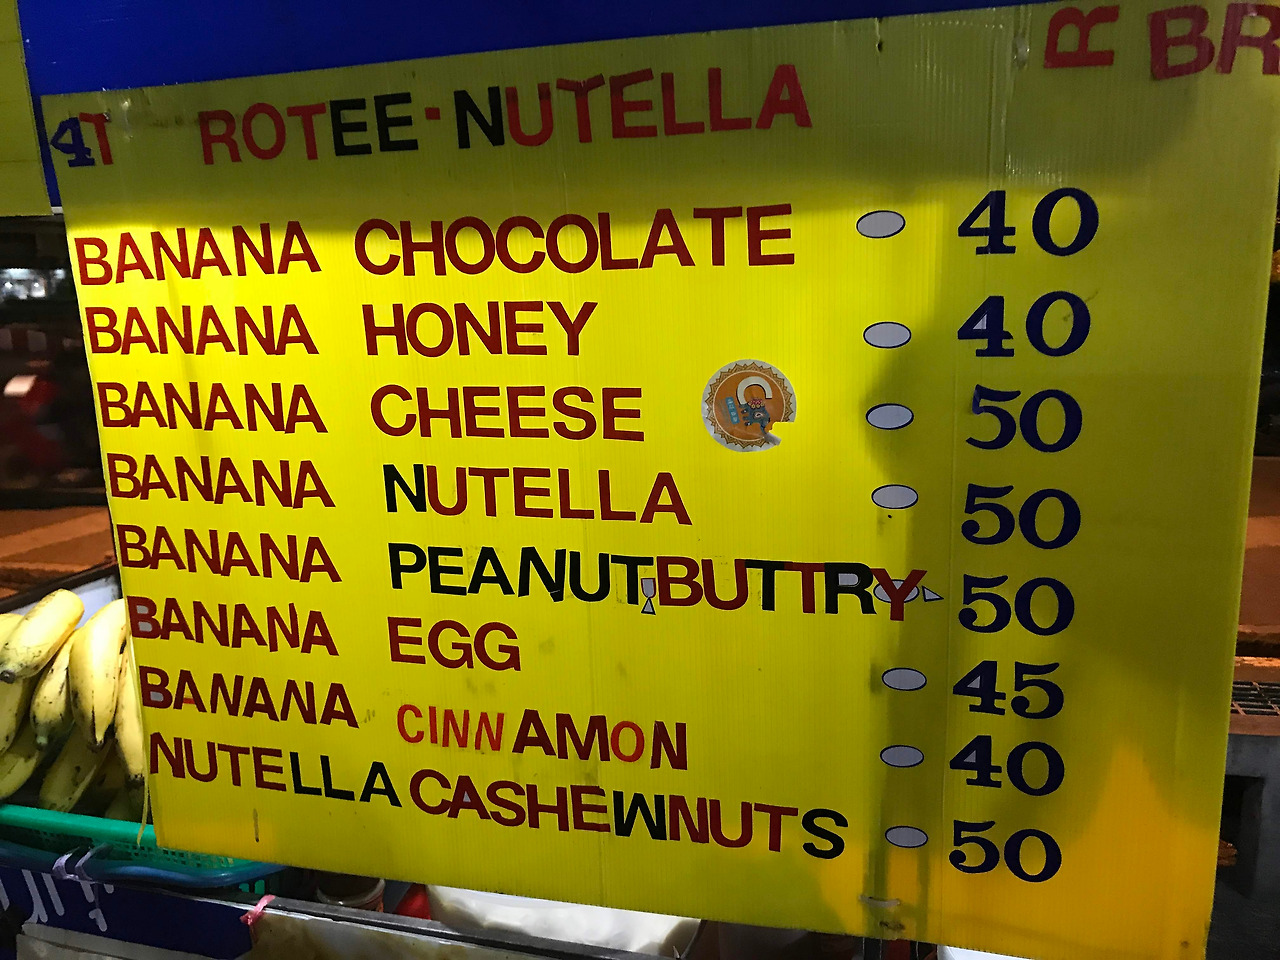 R BR
4T ROTEE-NUTELLA
BANANA CHOCOLATE 40
BANANA HONEY 40
BANANA CHEESE 50
BANANA NUTELLA 50
BANANA PEANUTBUTTRY 50
BANANA EGG 45
BANANA CINNAMON 40
NUTELLA CASHEWNUTS 50